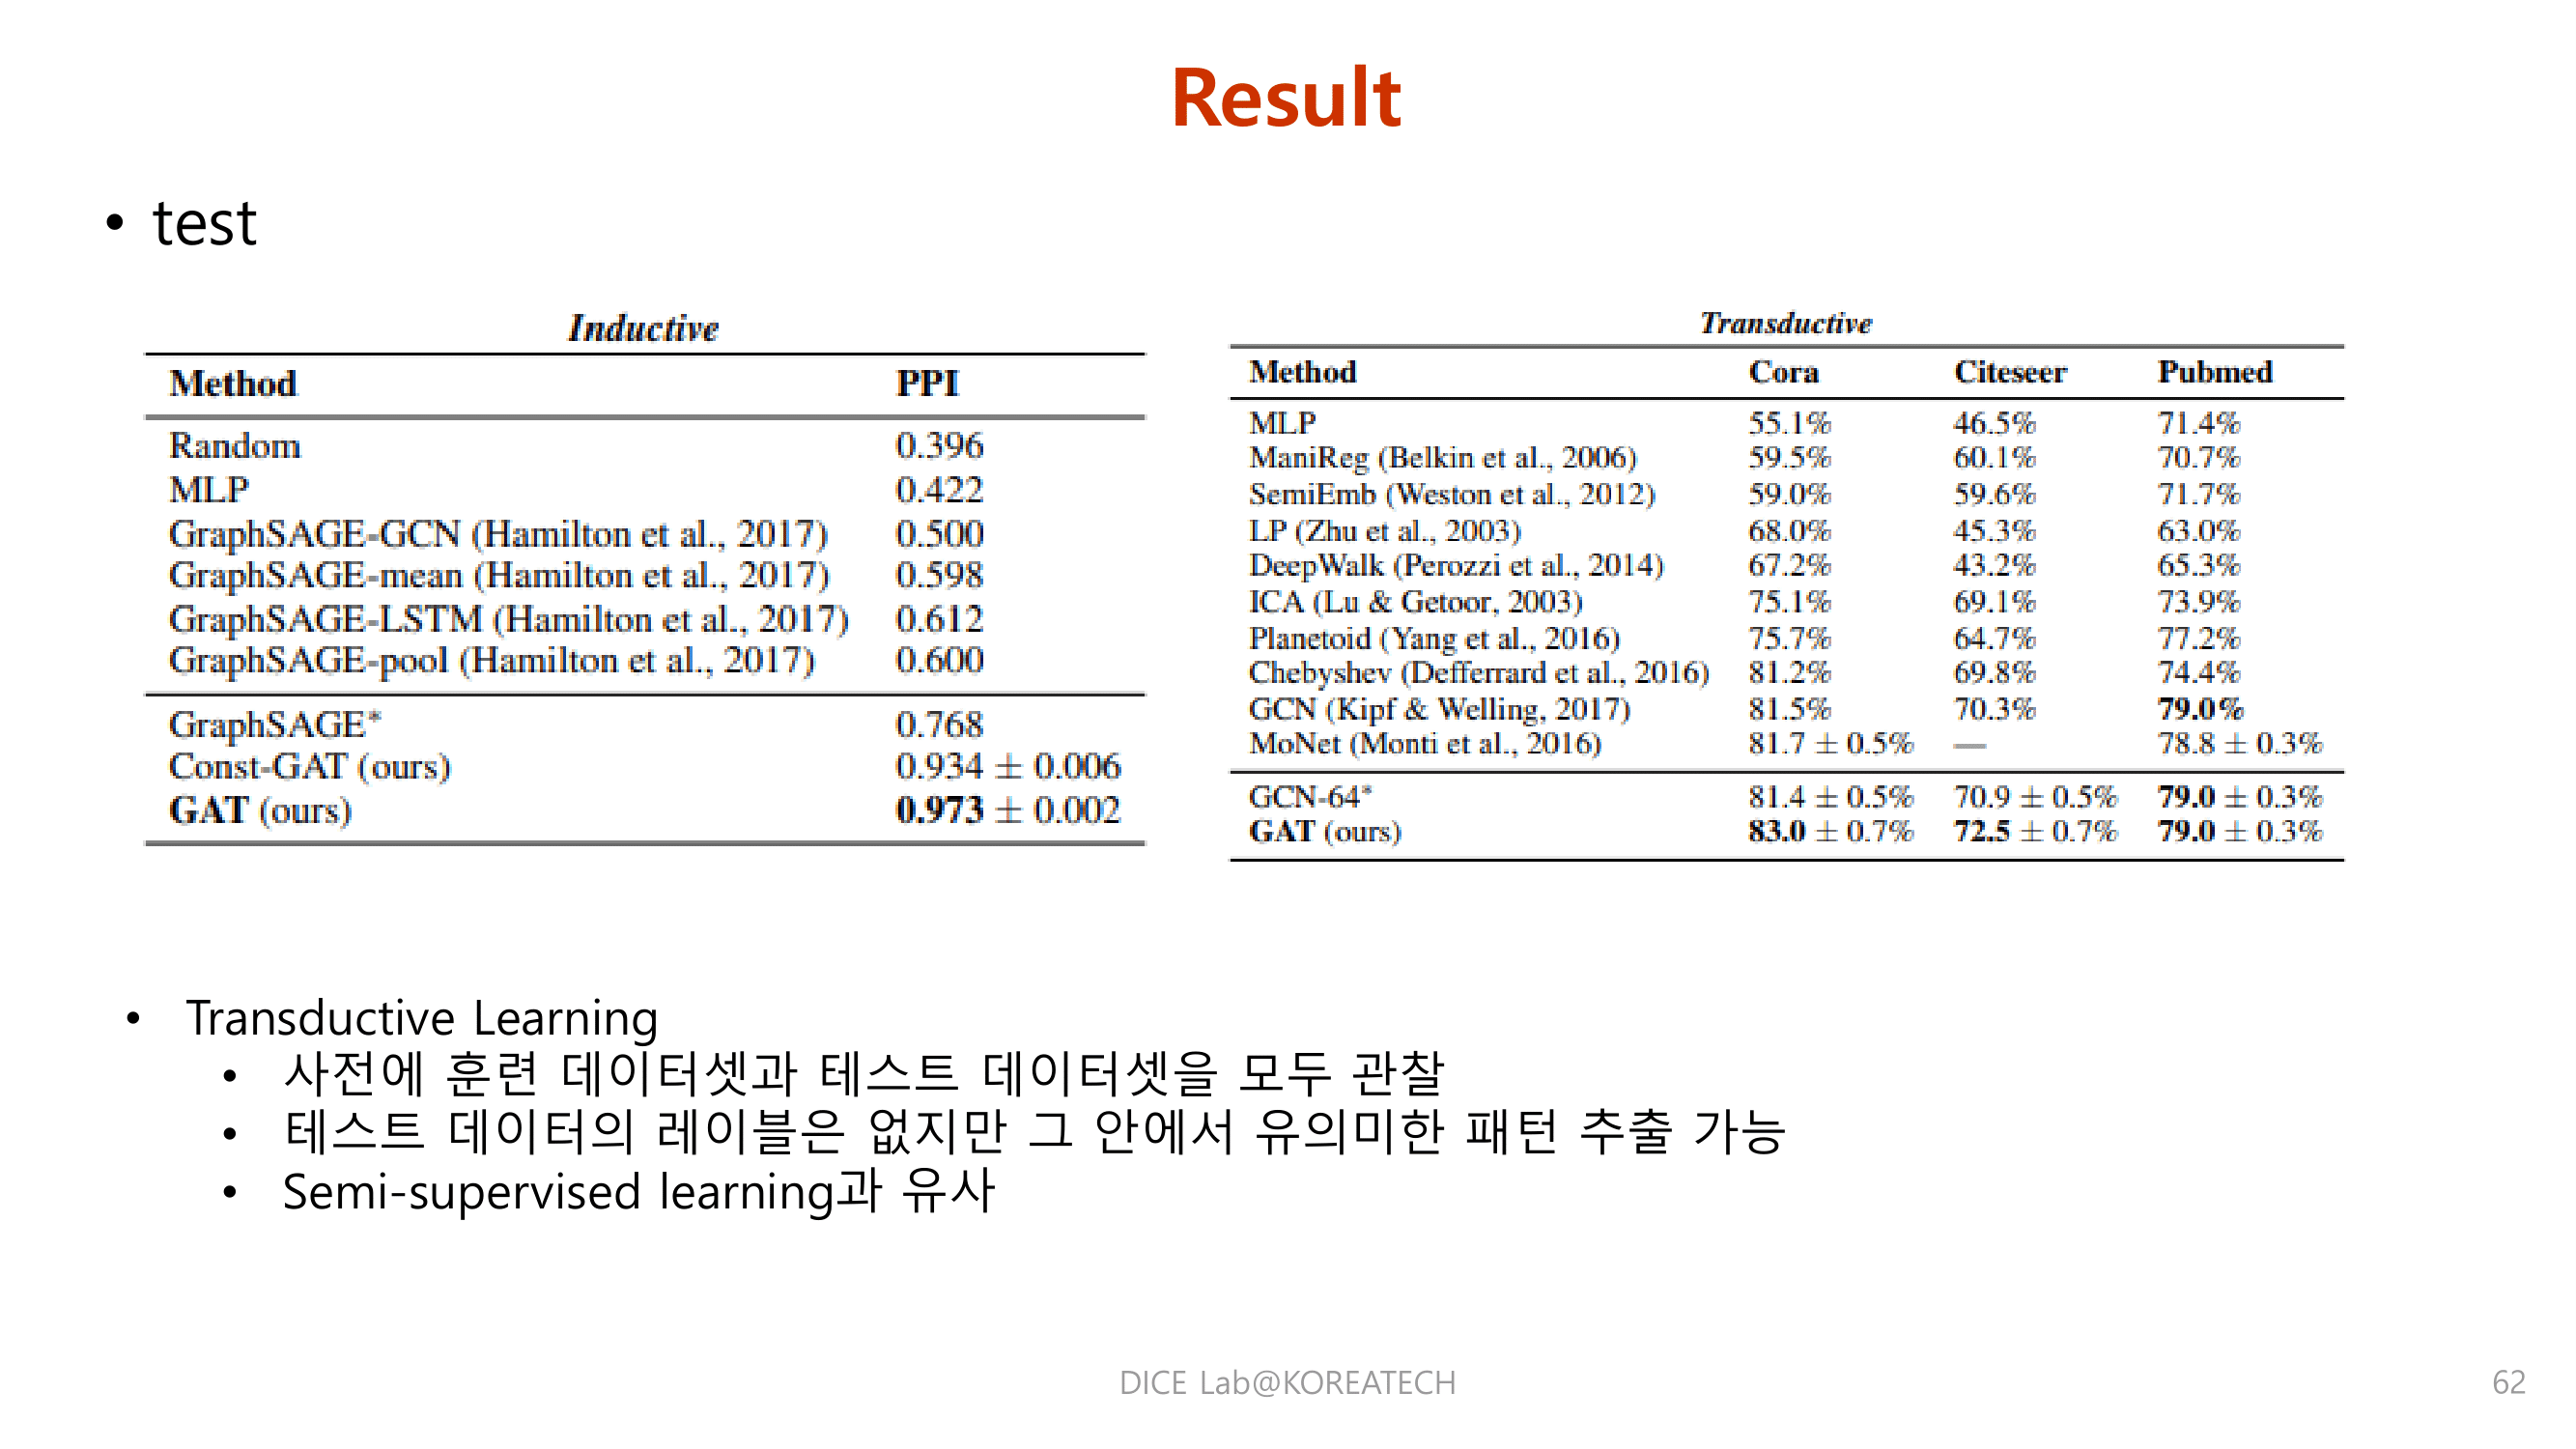 Result
• test
Inductive
Method PPI
Random 0.396
MLP 0.422
GraphSAGE-GCN (Hamilton et al., 2017) 0.500
GraphSAGE-mean (Hamilton et al., 2017) 0.598
GraphSAGE-LSTM (Hamilton et al., 2017) 0.612
GraphSAGE-pool (Hamilton et al., 2017) 0.600
GraphSAGE* 0.768
Const-GAT (ours) 0.934 ± 0.006
GAT (ours) 0.973 ± 0.002
Transductive
Method Cora Citeseer Pubmed
MLP 55.1% 46.5% 71.4%
ManiReg (Belkin et al., 2006) 59.5% 60.1% 70.7%
SemiEmb (Weston et al., 2012) 59.0% 59.6% 71.7%
LP (Zhu et al., 2003) 68.0% 45.3% 63.0%
DeepWalk (Perozzi et al., 2014) 67.2% 43.2% 65.3%
ICA (Lu & Getoor, 2003) 75.1% 69.1% 73.9%
Planetoid (Yang et al., 2016) 75.7% 64.7% 77.2%
Chebyshev (Defferrard et al., 2016) 81.2% 69.8% 74.4%
GCN (Kipf & Welling, 2017) 81.5% 70.3% 79.0%
MoNet (Monti et al., 2016) 81.7 ± 0.5% — 78.8 ± 0.3%
GCN-64* 81.4 ± 0.5% 70.9 ± 0.5% 79.0 ± 0.3%
GAT (ours) 83.0 ± 0.7% 72.5 ± 0.7% 79.0 ± 0.3%
• Transductive Learning
• 사전에 훈련 데이터셋과 테스트 데이터셋을 모두 관찰
• 테스트 데이터의 레이블은 없지만 그 안에서 유의미한 패턴 추출 가능
• Semi-supervised learning과 유사
DICE Lab@KOREATECH
62